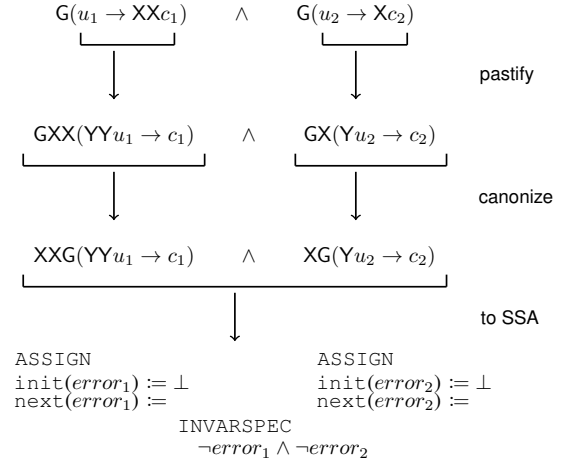 G(u₁ → XXc₁) ∧ G(u₂ → Xc₂)
pastify
GXX(YYu₁ → c₁) ∧ GX(Yu₂ → c₂)
canonize
XXG(YYu₁ → c₁) ∧ XG(Yu₂ → c₂)
to SSA
ASSIGN ASSIGN
init(error₁) := ⊥ init(error₂) := ⊥
next(error₁) := next(error₂) :=
INVARSPEC
¬error₁ ∧ ¬error₂